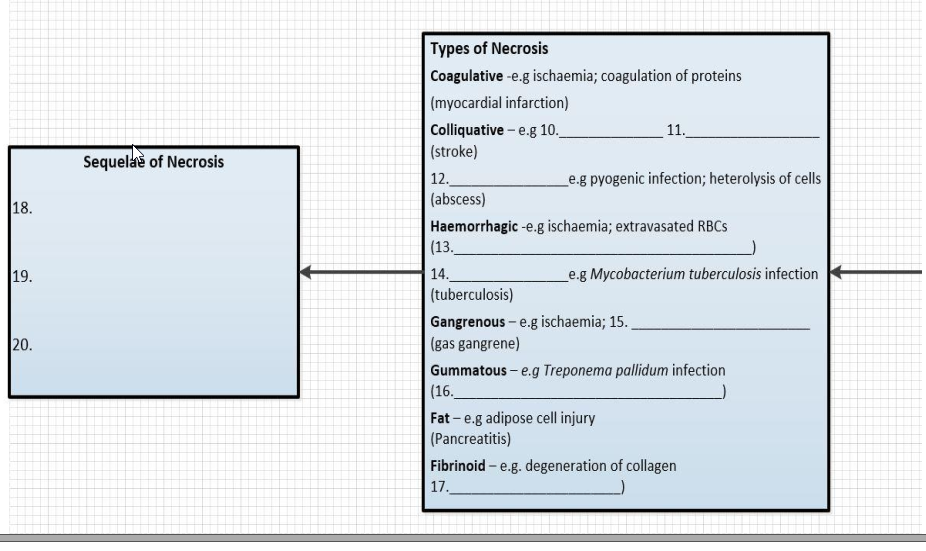 Sequelae of Necrosis
18.
19.
20.
Types of Necrosis
Coagulative -e.g ischaemia; coagulation of proteins
(myocardial infarction)
Colliquative – e.g 10.______________ 11.__________________
(stroke)
12.________________e.g pyogenic infection; heterolysis of cells
(abscess)
Haemorrhagic -e.g ischaemia; extravasated RBCs
(13.________________________________________)
14.________________e.g Mycobacterium tuberculosis infection
(tuberculosis)
Gangrenous – e.g ischaemia; 15. ________________________
(gas gangrene)
Gummatous – e.g Treponema pallidum infection
(16.____________________________________)
Fat – e.g adipose cell injury
(Pancreatitis)
Fibrinoid – e.g. degeneration of collagen
17._______________________)